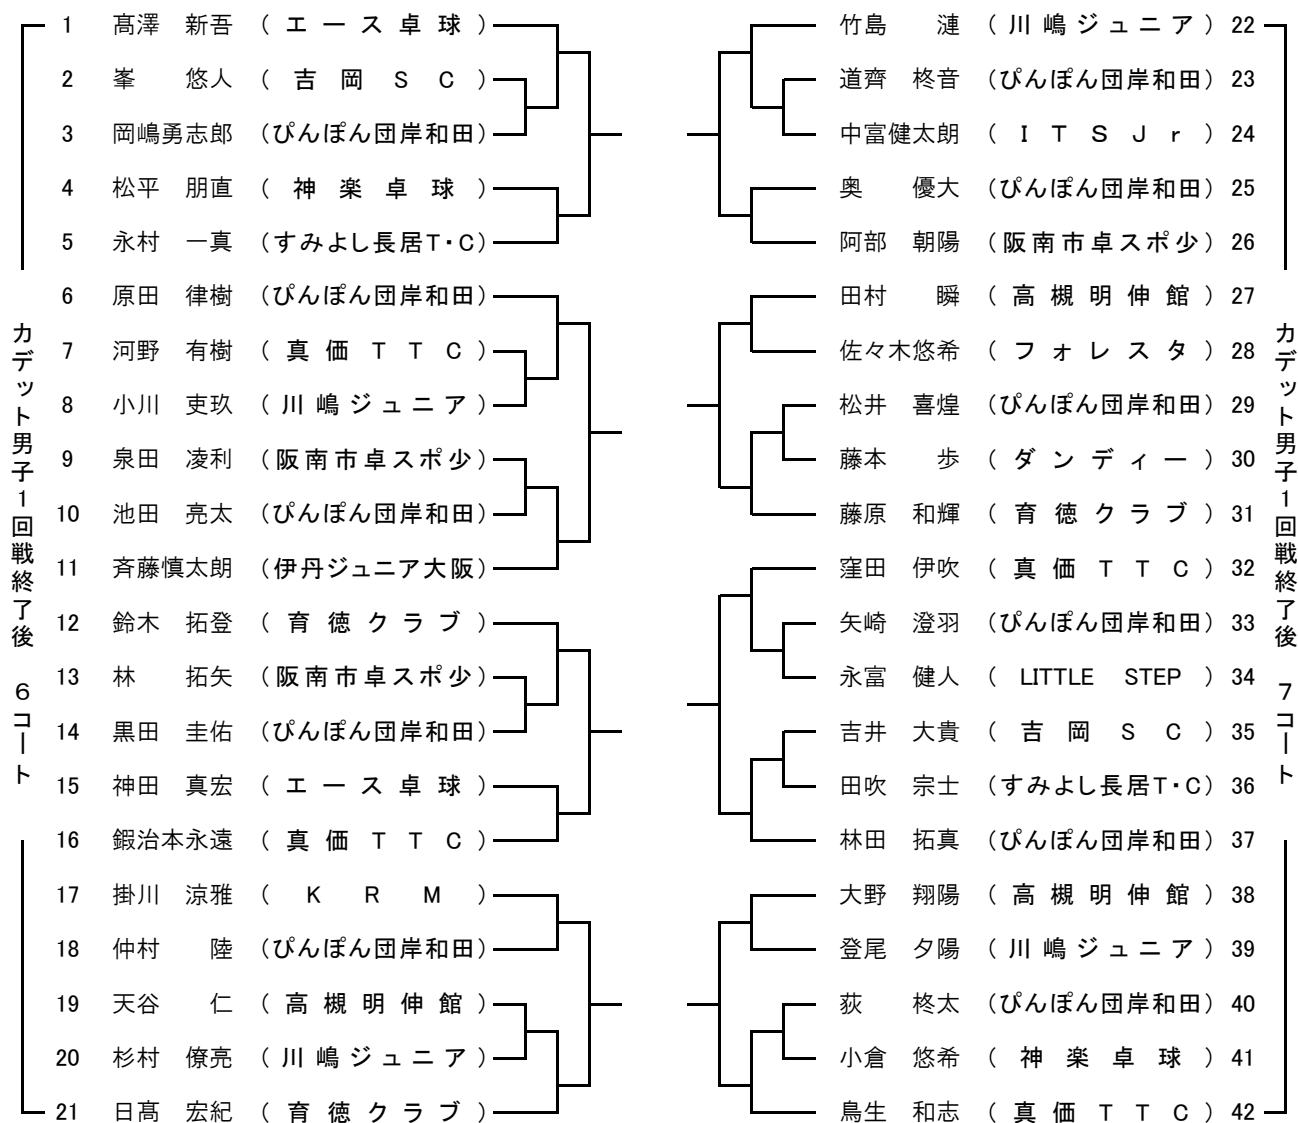 1 髙澤 新吾 (エース卓球)
2 峯 悠人 (吉岡SC)
3 岡嶋勇志郎 (ぴんぽん団岸和田)
4 松平 朋直 (神楽卓球)
5 永村 一真 (すみよし長居T・C)
6 原田 律樹 (ぴんぽん団岸和田)
7 河野 有樹 (真価TTC)
8 小川 吏玖 (川嶋ジュニア)
9 泉田 凌利 (阪南市卓スポ少)
10 池田 亮太 (ぴんぽん団岸和田)
11 斉藤慎太朗 (伊丹ジュニア大阪)
12 鈴木 拓登 (育徳クラブ)
13 林 拓矢 (阪南市卓スポ少)
14 黒田 圭佑 (ぴんぽん団岸和田)
15 神田 真宏 (エース卓球)
16 鍜治本永遠 (真価TTC)
17 掛川 涼雅 (KRM)
18 仲村 陸 (ぴんぽん団岸和田)
19 天谷 仁 (高槻明伸館)
20 杉村 僚亮 (川嶋ジュニア)
21 日髙 宏紀 (育徳クラブ)
カデット男子1回戦終了後 6コート
竹島 漣 (川嶋ジュニア) 22
道齊 柊音 (ぴんぽん団岸和田) 23
中富健太朗 (ITSJr) 24
奥 優大 (ぴんぽん団岸和田) 25
阿部 朝陽 (阪南市卓スポ少) 26
田村 瞬 (高槻明伸館) 27
佐々木悠希 (フォレスタ) 28
松井 喜煌 (ぴんぽん団岸和田) 29
藤本 歩 (ダンディー) 30
藤原 和輝 (育徳クラブ) 31
窪田 伊吹 (真価TTC) 32
矢崎 澄羽 (ぴんぽん団岸和田) 33
永富 健人 (LITTLE STEP) 34
吉井 大貴 (吉岡SC) 35
田吹 宗士 (すみよし長居T・C) 36
林田 拓真 (ぴんぽん団岸和田) 37
大野 翔陽 (高槻明伸館) 38
登尾 夕陽 (川嶋ジュニア) 39
荻 柊太 (ぴんぽん団岸和田) 40
小倉 悠希 (神楽卓球) 41
鳥生 和志 (真価TTC) 42
カデット男子1回戦終了後 7コート